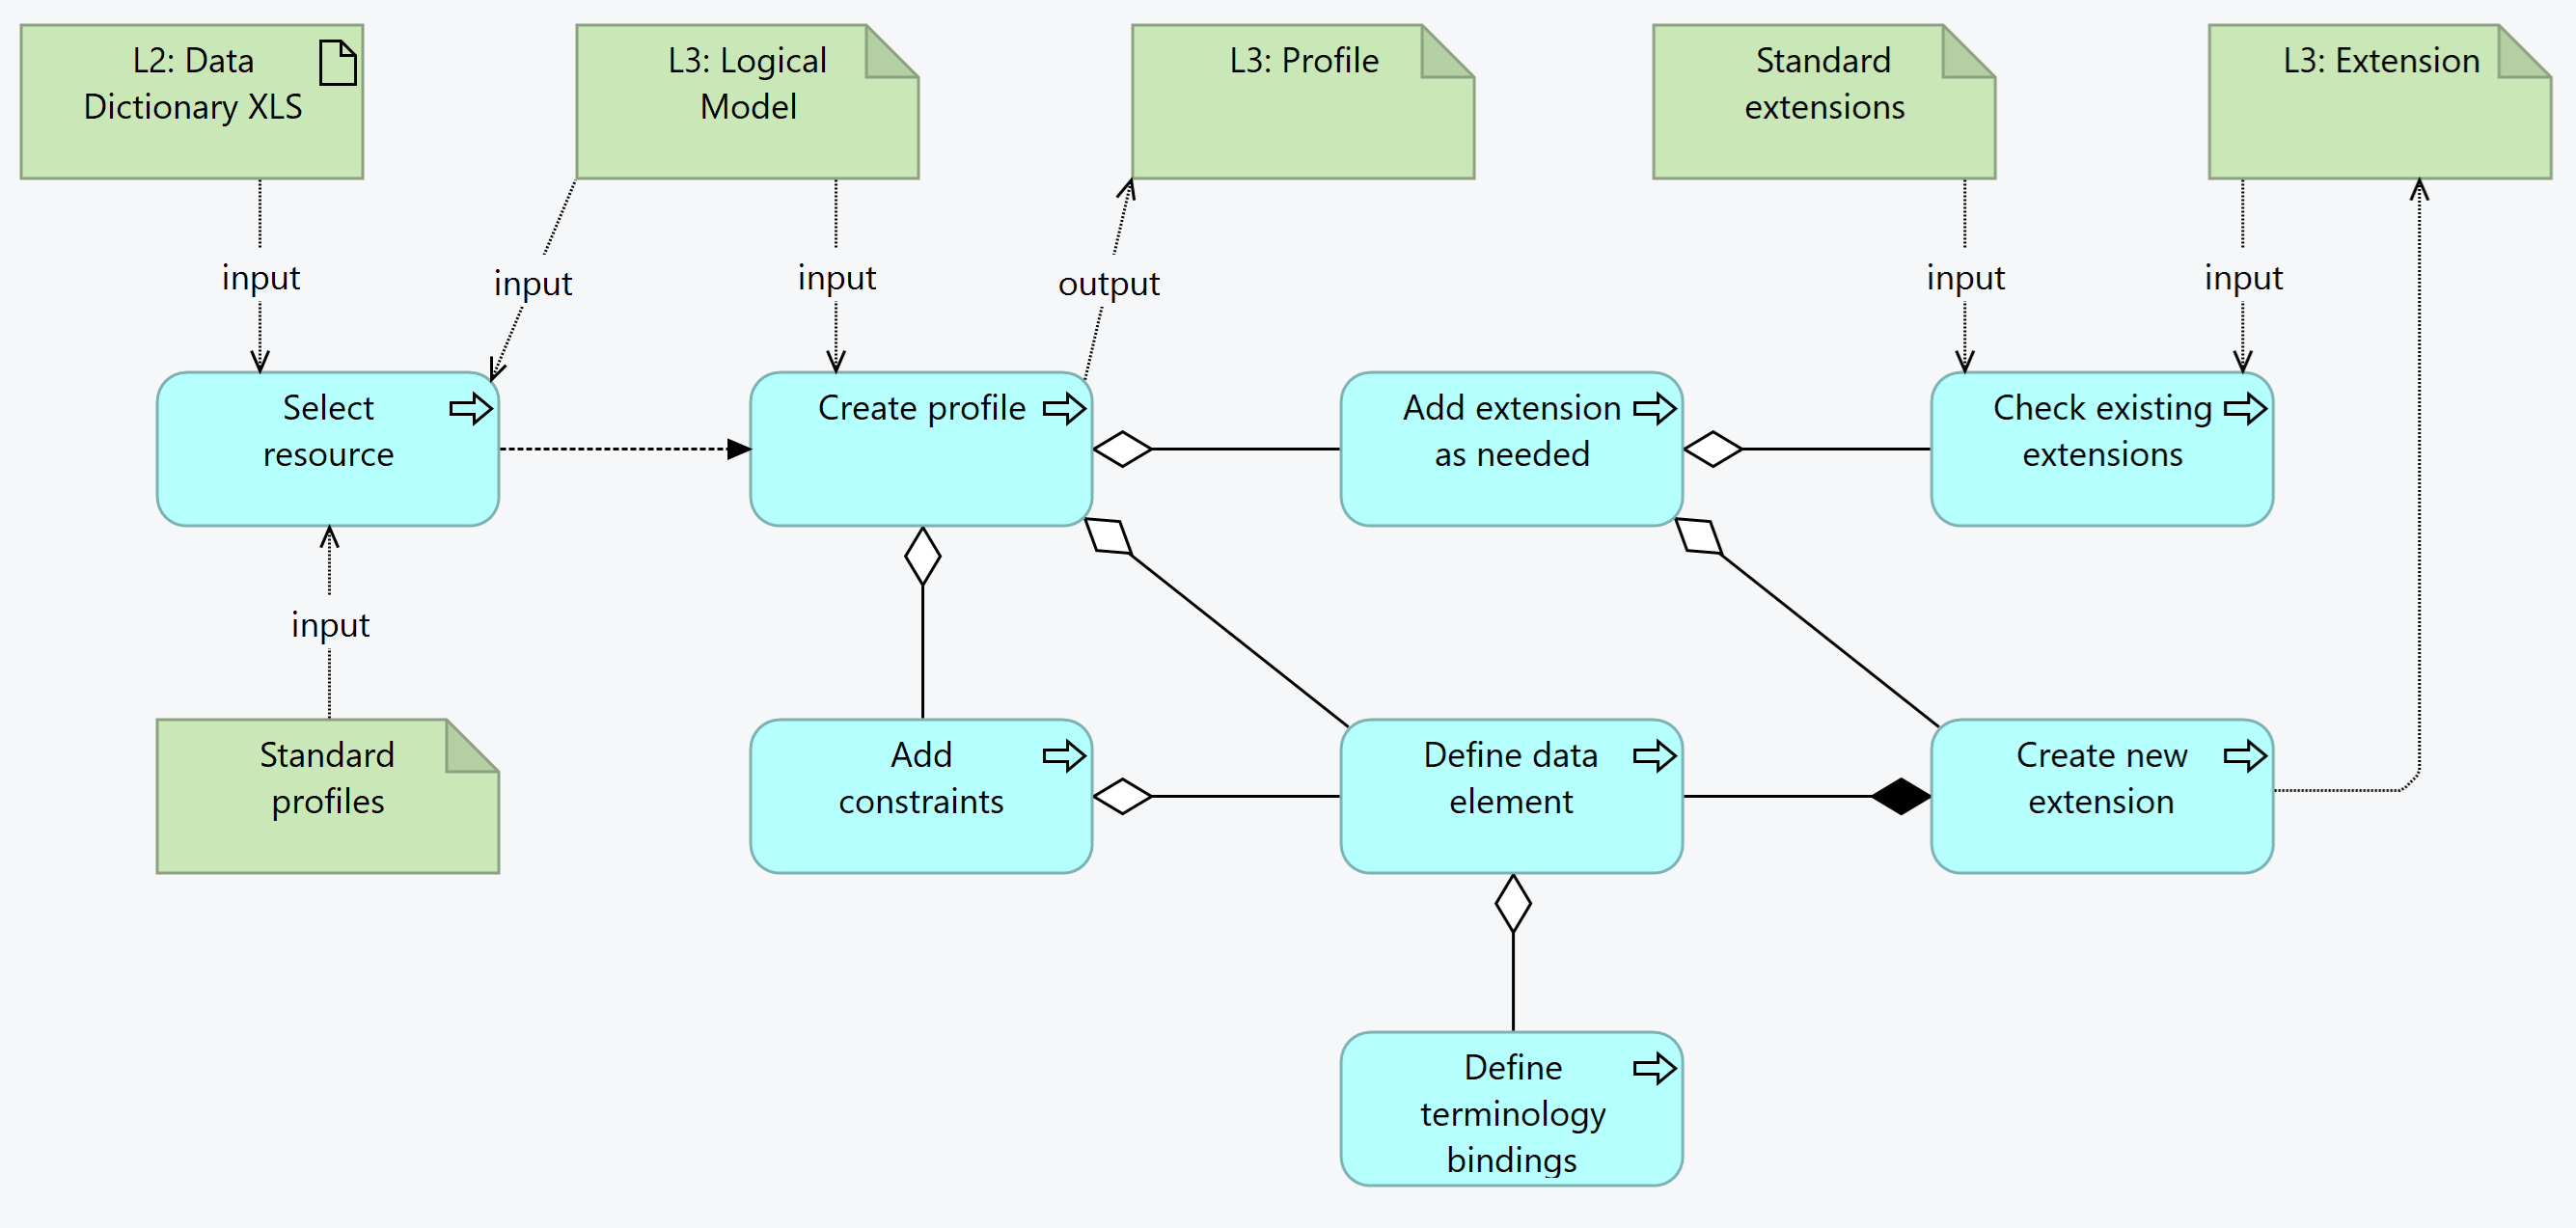 L2: Data
Dictionary XLS
L3: Logical
Model
L3: Profile
Standard
extensions
L3: Extension
input
input
input
output
input
input
Select
resource
Create profile
Add extension
as needed
Check existing
extensions
input
Standard
profiles
Add
constraints
Define data
element
Create new
extension
Define
terminology
bindings